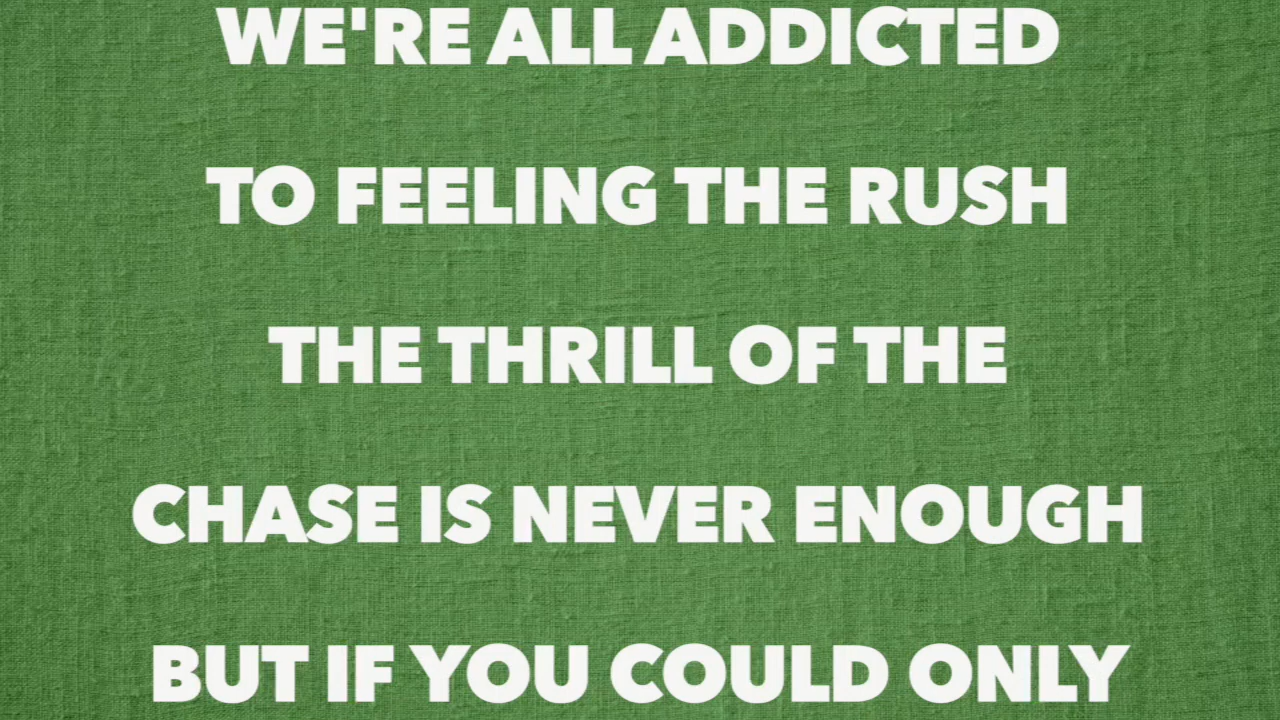 WE'RE ALL ADDICTED
TO FEELING THE RUSH
THE THRILL OF THE
CHASE IS NEVER ENOUGH
BUT IF YOU COULD ONLY